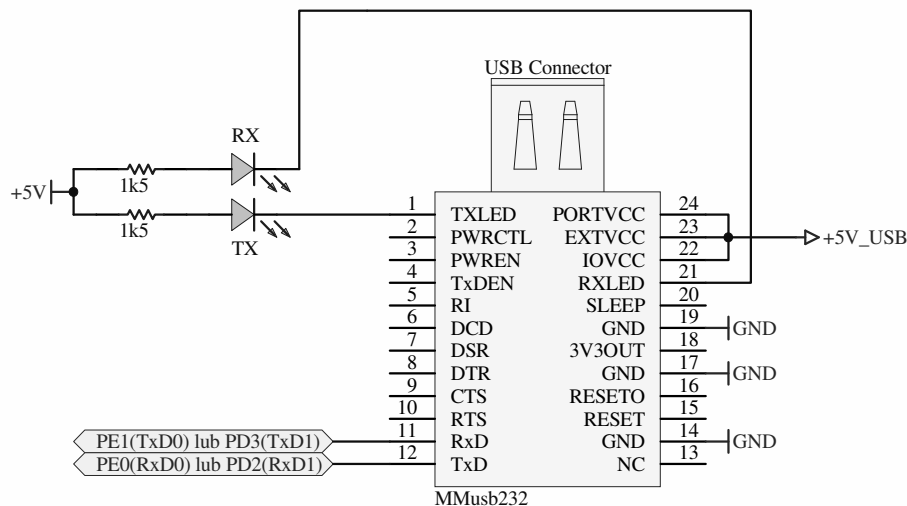 USB Connector
RX
1k5
+5V
1k5
TX
1 TXLED PORTVCC 24
2 PWRCTL EXTVCC 23
+5V_USB
3 PWREN IOVCC 22
4 TxDEN RXLED 21
5 RI SLEEP 20
6 DCD GND 19 GND
7 DSR 3V3OUT 18
8 DTR GND 17 GND
9 CTS RESETO 16
10 RTS RESET 15
PE1(TxD0) lub PD3(TxD1) 11 RxD GND 14 GND
PE0(RxD0) lub PD2(RxD1) 12 TxD NC 13
MMusb232